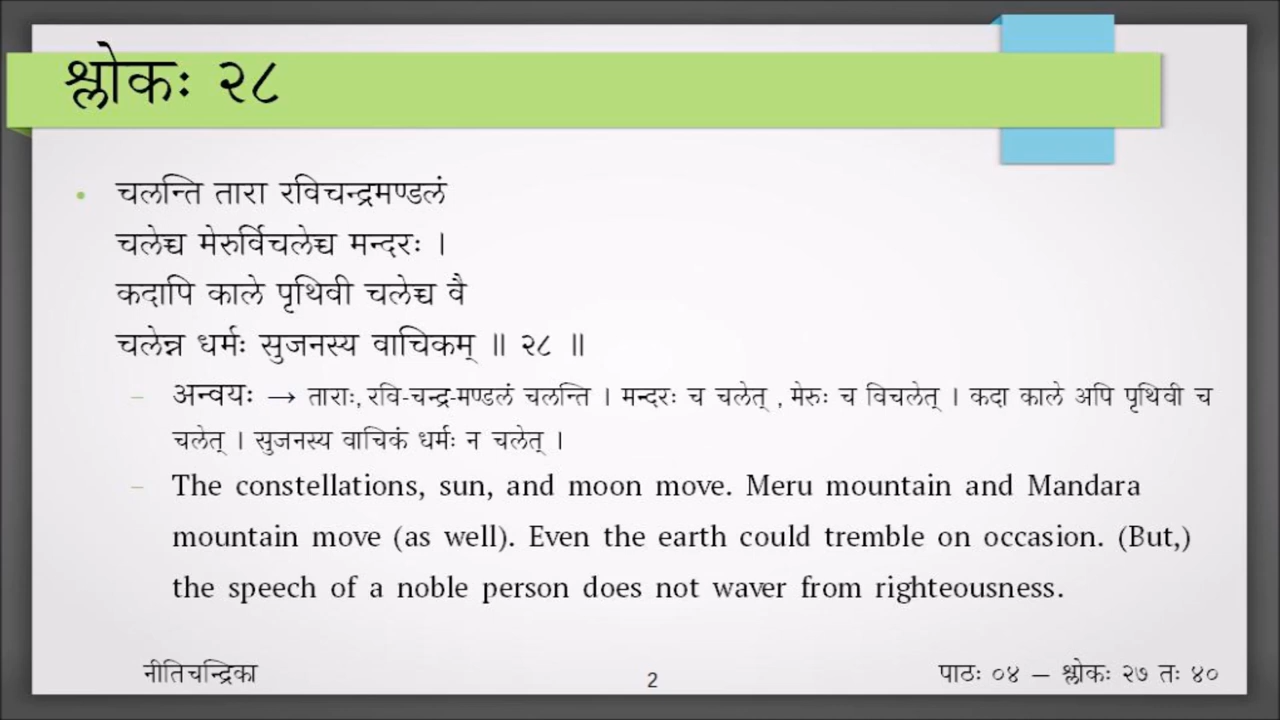 श्लोकः २८
• चलन्ति तारा रविचन्द्रमण्डलं
चलेच्च मेरुर्विचलेच्च मन्दरः ।
कदापि काले पृथिवी चलेच्च वै
चलेन्न धर्मः सुजनस्य वाचिकम् ॥ २८ ॥
– अन्वयः → ताराः, रवि-चन्द्र-मण्डलं चलन्ति । मन्दरः च चलेत् , मेरुः च विचलेत् । कदा काले अपि पृथिवी च
चलेत् । सुजनस्य वाचिकं धर्मः न चलेत् ।
– The constellations, sun, and moon move. Meru mountain and Mandara
mountain move (as well). Even the earth could tremble on occasion. (But,)
the speech of a noble person does not waver from righteousness.
नीतिचन्द्रिका 2 पाठः ०४ – श्लोकः २७ तः ४०